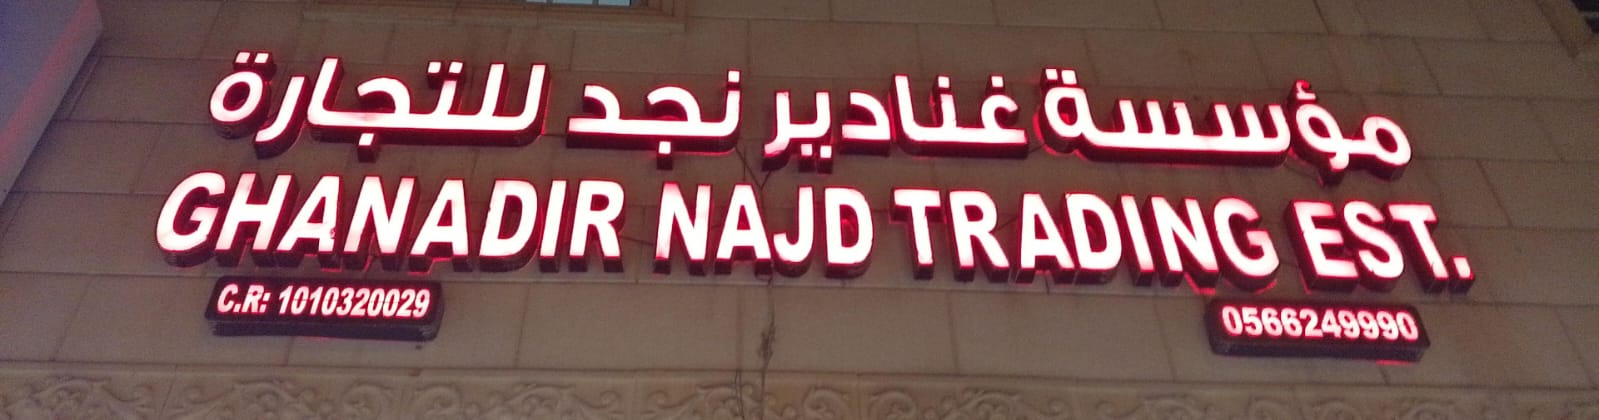 مؤسسة غنادير نجد للتجارة
GHANADIR NAJD TRADING EST.
C.R: 1010320029
0566249990